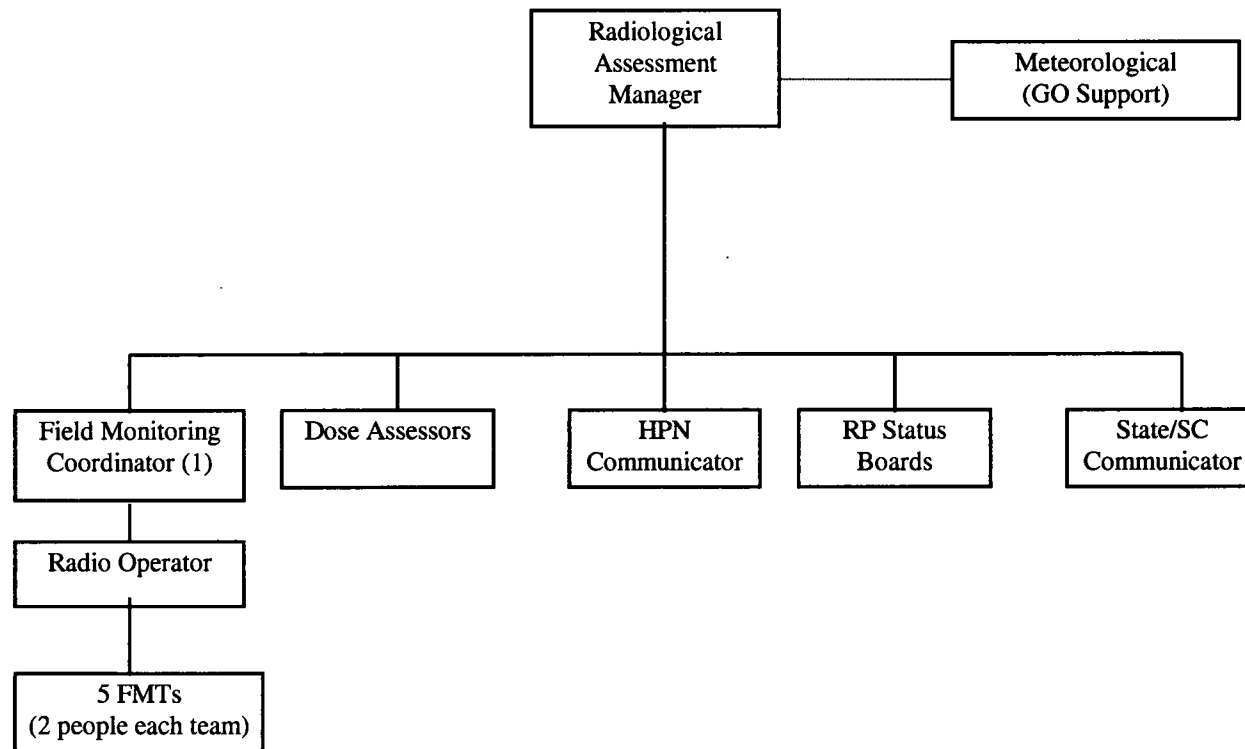 Radiological
Assessment
Manager
Meteorological
(GO Support)
Field Monitoring
Coordinator (1)
Dose Assessors
HPN
Communicator
RP Status
Boards
State/SC
Communicator
Radio Operator
5 FMTs
(2 people each team)